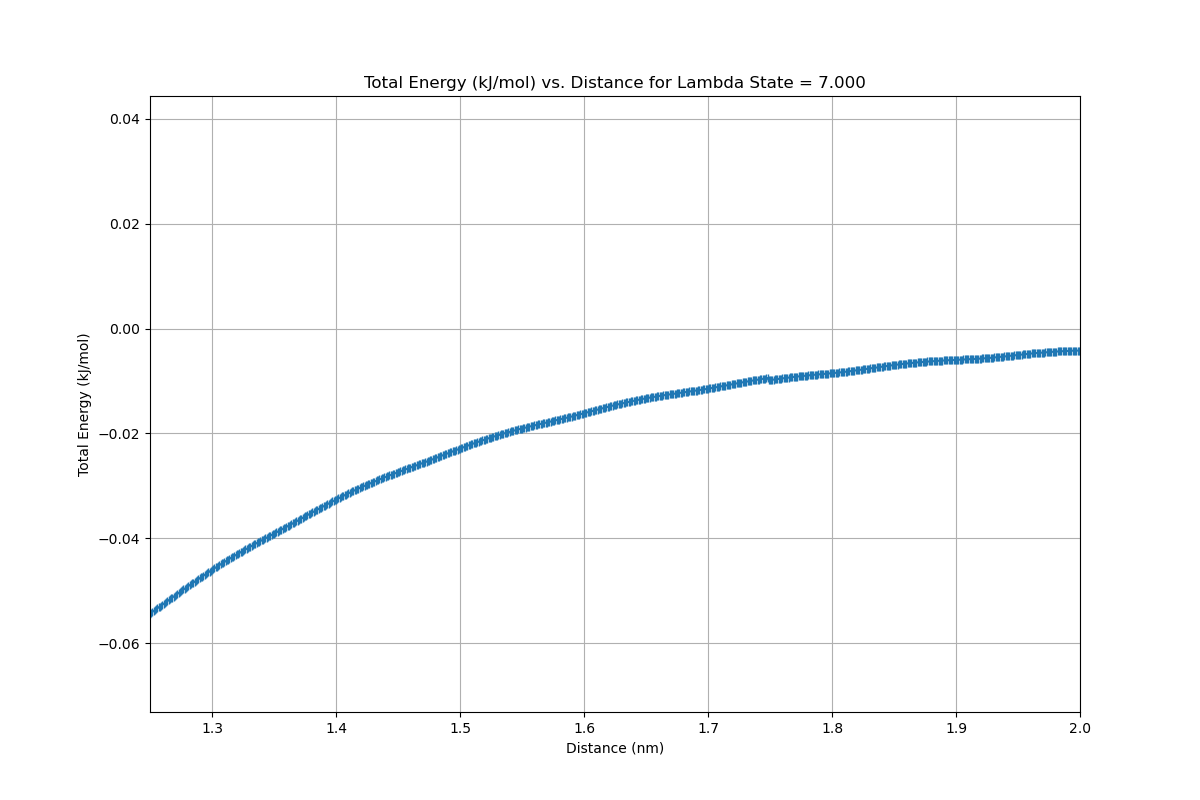 Total Energy (kJ/mol) vs. Distance for Lambda State = 7.000
0.04
0.02
0.00
−0.02
−0.04
−0.06
Total Energy (kJ/mol)
1.3 1.4 1.5 1.6 1.7 1.8 1.9 2.0
Distance (nm)